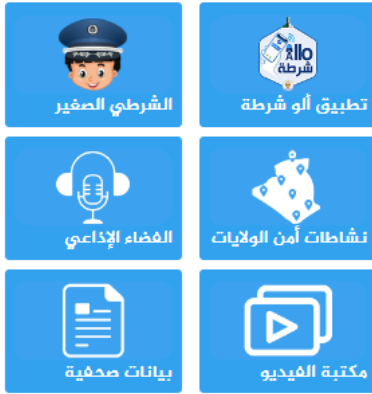 Allo
شرطة
تطبيق ألو شرطة
الشرطي الصغير
نشاطات أمن الولايات
الفضاء الإذاعي
مكتبة الفيديو
بيانات صحفية